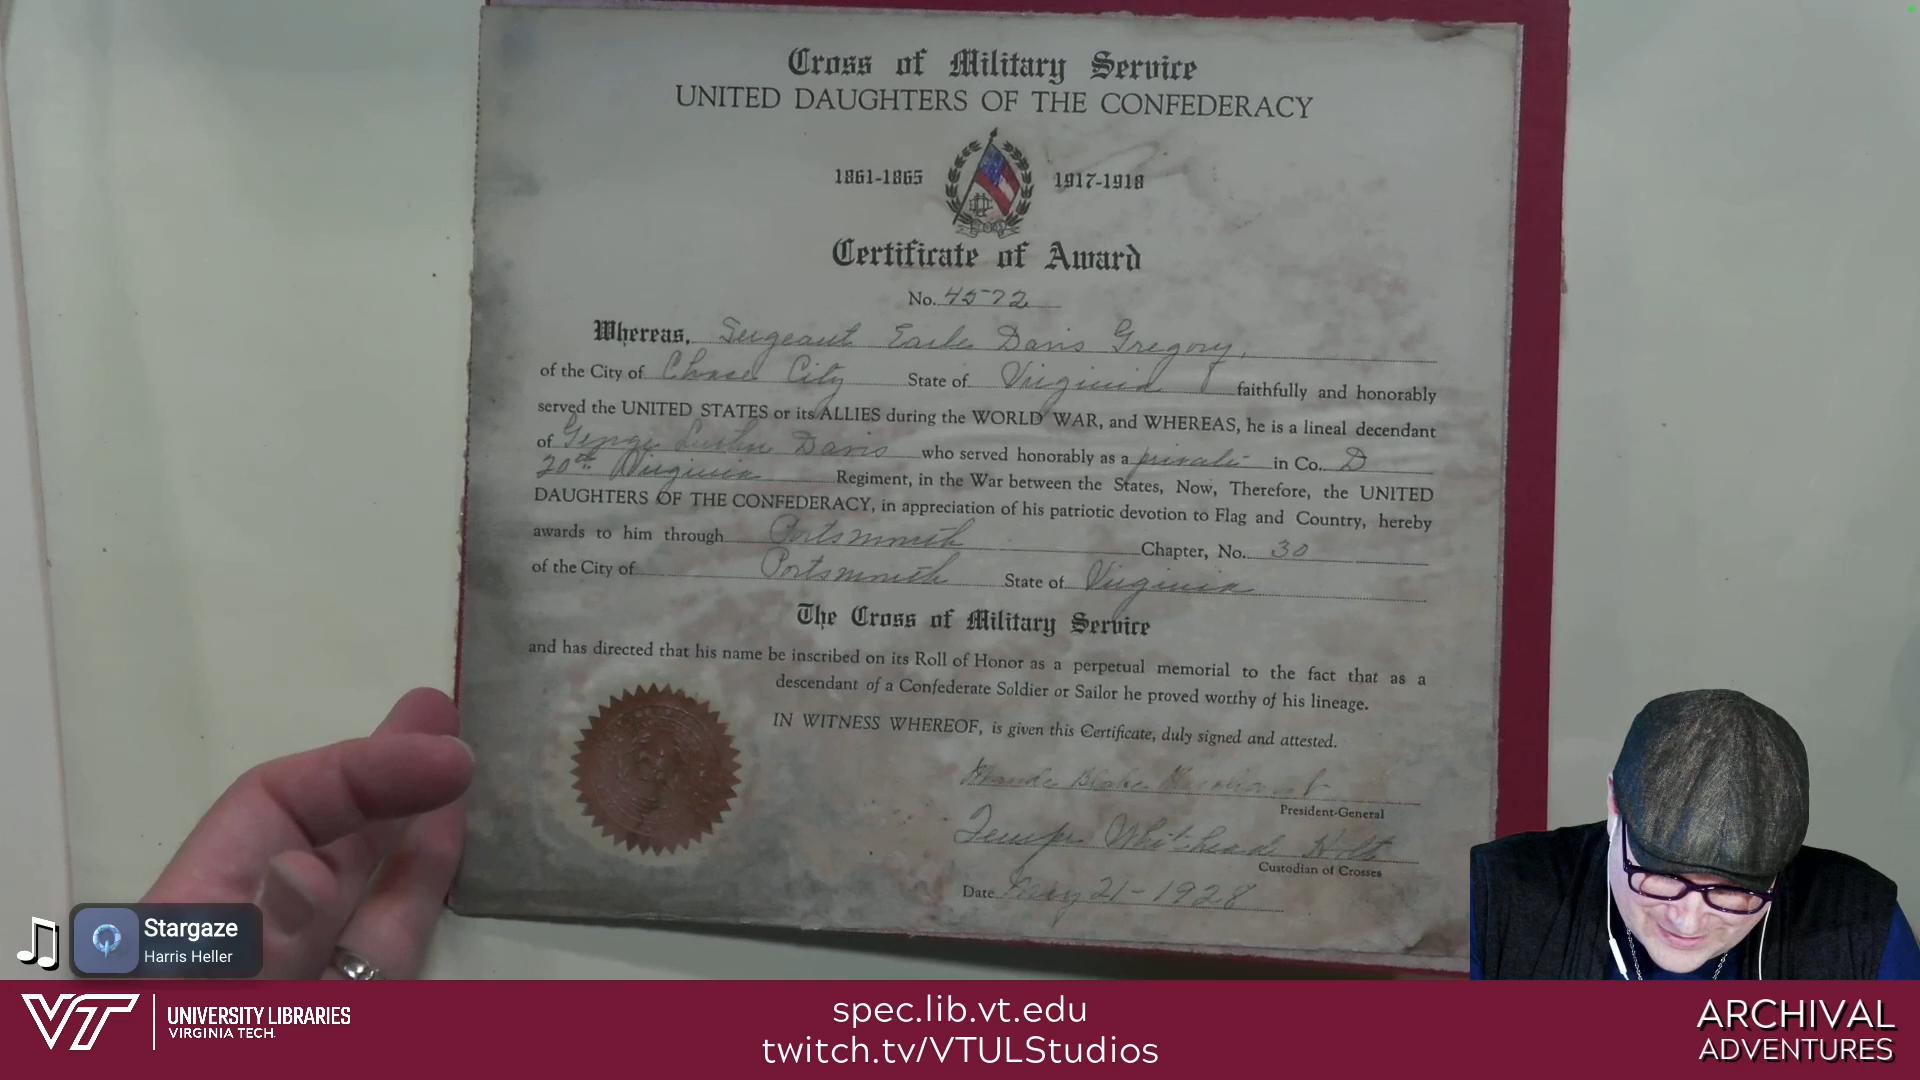 Cross of Military Service
UNITED DAUGHTERS OF THE CONFEDERACY
1861-1865 1917-1918
Certificate of Award
No. 4572
Whereas, Sergeant Earle Davis Gregory,
of the City of Chase City State of Virginia faithfully and honorably
served the UNITED STATES or its ALLIES during the WORLD WAR, and WHEREAS, he is a lineal decendant
of George Davis who served honorably as a private in Co. D
20th Virginia Regiment, in the War between the States, Now, Therefore, the UNITED
DAUGHTERS OF THE CONFEDERACY, in appreciation of his patriotic devotion to Flag and Country, hereby
awards to him through Portsmouth Chapter, No. 30
of the City of Portsmouth State of Virginia
The Cross of Military Service
and has directed that his name be inscribed on its Roll of Honor as a perpetual memorial to the fact that as a
descendant of a Confederate Soldier or Sailor he proved worthy of his lineage.
IN WITNESS WHEREOF, is given this Certificate, duly signed and attested.
Maude Blake Merchant
President-General
Whitehead Holt
Custodian of Crosses
Date May 21-1928
Stargaze
Harris Heller
VT UNIVERSITY LIBRARIES
VIRGINIA TECH.
spec.lib.vt.edu
twitch.tv/VTULStudios
ARCHIVAL
ADVENTURES